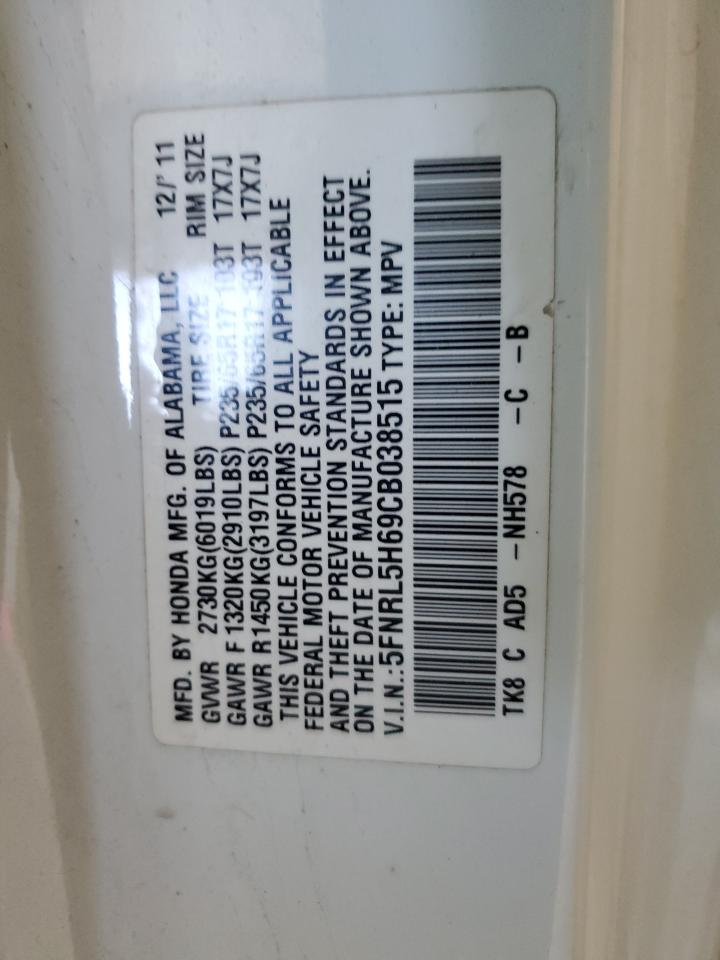 MFD. BY HONDA MFG. OF ALABAMA, LLC 12/'11
GVWR 2730KG(6019LBS) TIRE SIZE RIM SIZE
GAWR F 1320KG(2910LBS) P235/65R17 103T 17X7J
GAWR R1450KG(3197LBS) P235/65R17 103T 17X7J
THIS VEHICLE CONFORMS TO ALL APPLICABLE
FEDERAL MOTOR VEHICLE SAFETY
AND THEFT PREVENTION STANDARDS IN EFFECT
ON THE DATE OF MANUFACTURE SHOWN ABOVE.
V.I.N.:5FNRL5H69CB038515 TYPE: MPV
TK8 C AD5 -NH578 -C -B